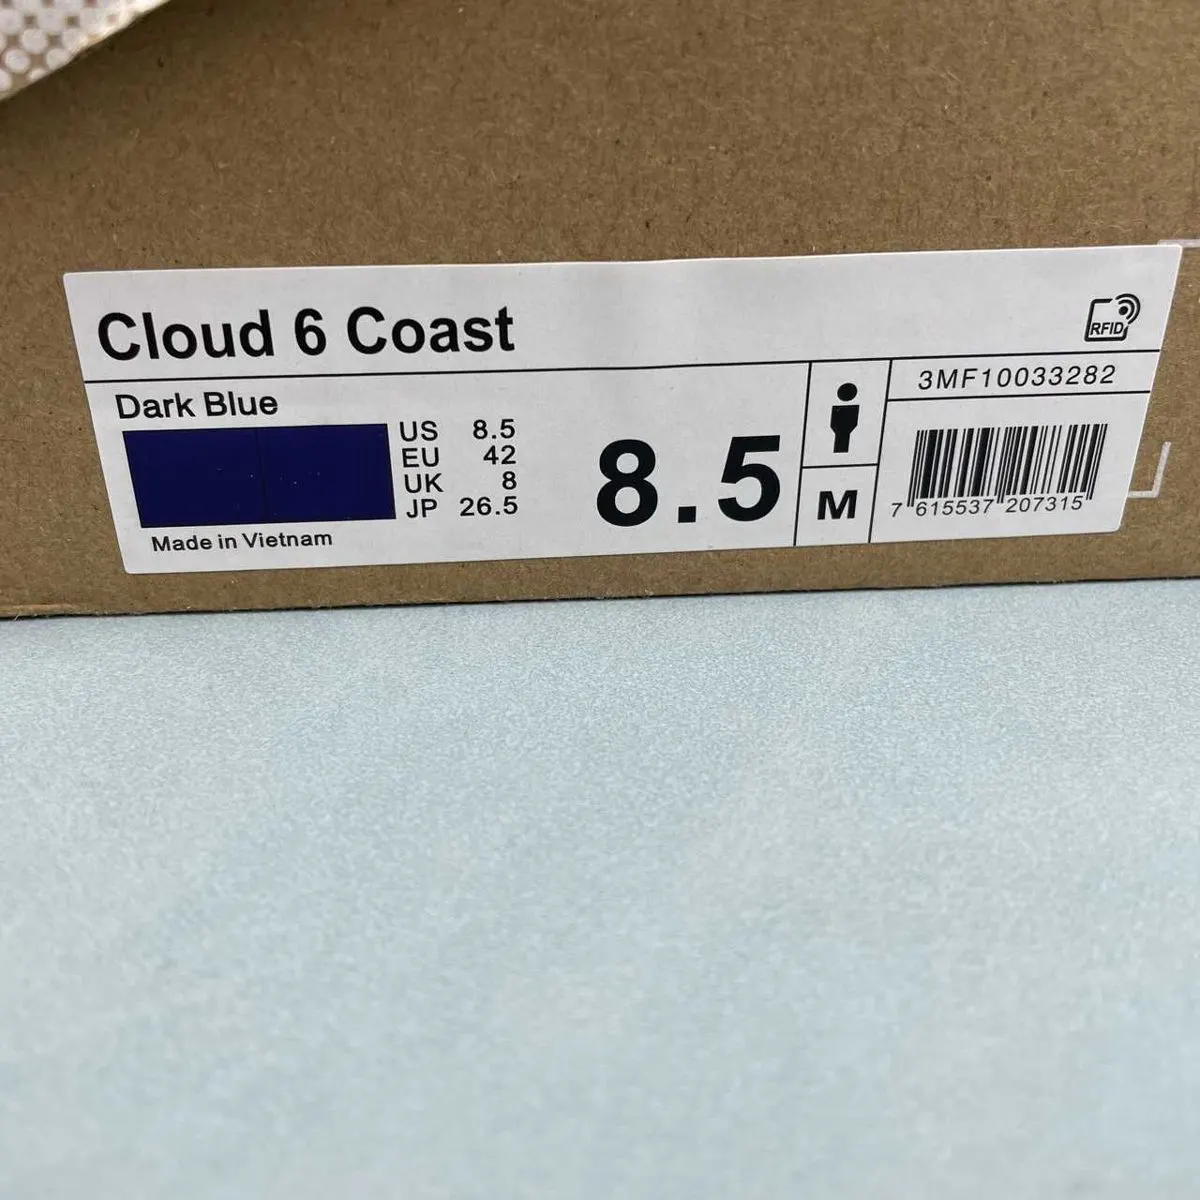 Cloud 6 Coast
RFID
Dark Blue
US 8.5
EU 42
UK 8
JP 26.5
Made in Vietnam
8.5
M
3MF10033282
7 615537 207315